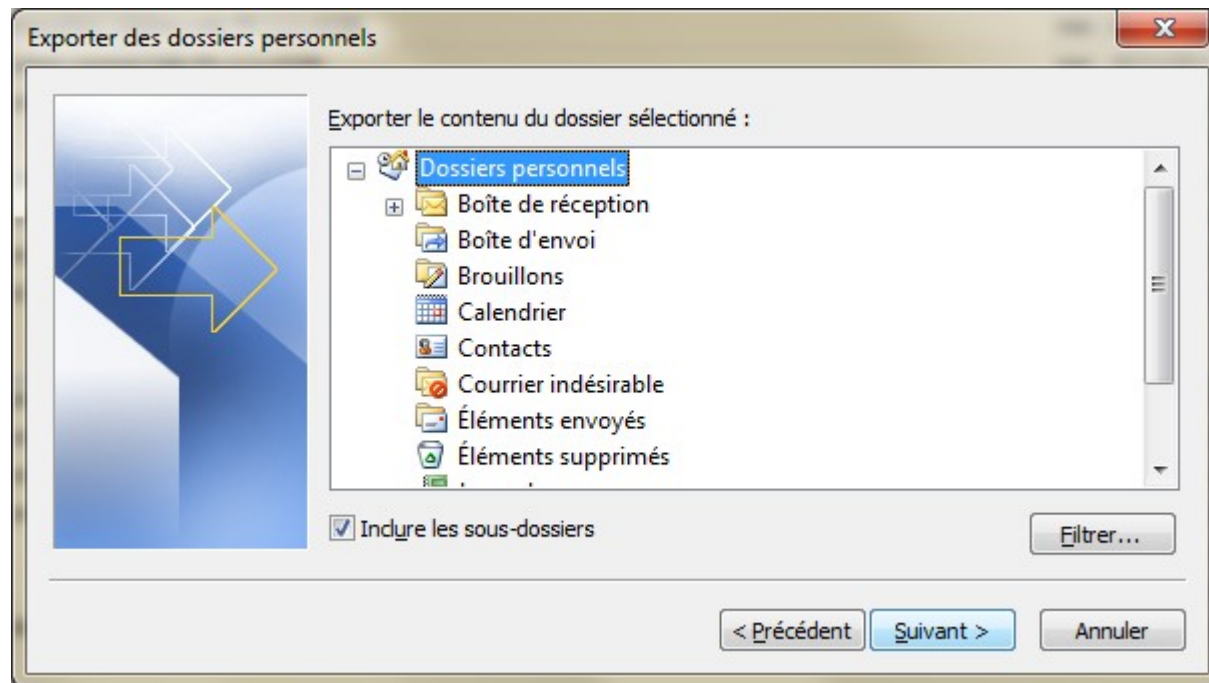 Exporter des dossiers personnels
Exporter le contenu du dossier sélectionné :
Dossiers personnels
Boîte de réception
Boîte d'envoi
Brouillons
Calendrier
Contacts
Courrier indésirable
Éléments envoyés
Éléments supprimés
Inclure les sous-dossiers
Filtrer...
< Précédent
Suivant >
Annuler